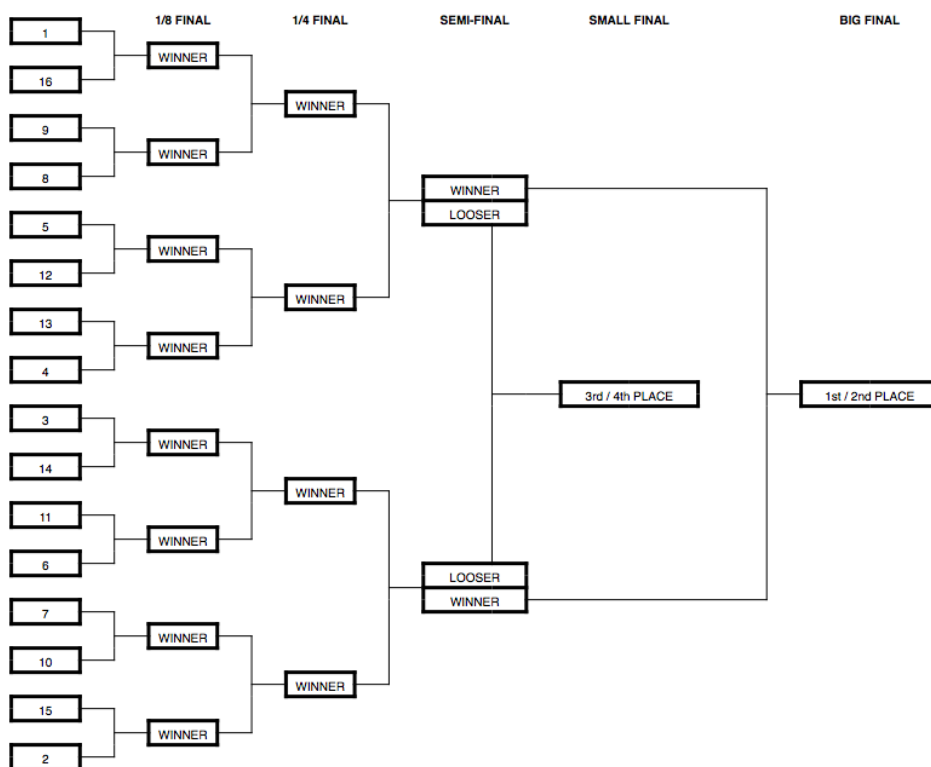 1/8 FINAL 1/4 FINAL SEMI-FINAL SMALL FINAL BIG FINAL
1
WINNER
16
WINNER
9
WINNER
8
WINNER
LOOSER
5
WINNER
12
WINNER
13
WINNER
4
3rd / 4th PLACE 1st / 2nd PLACE
3
WINNER
14
WINNER
11
WINNER
6
LOOSER
WINNER
7
WINNER
10
WINNER
15
WINNER
2